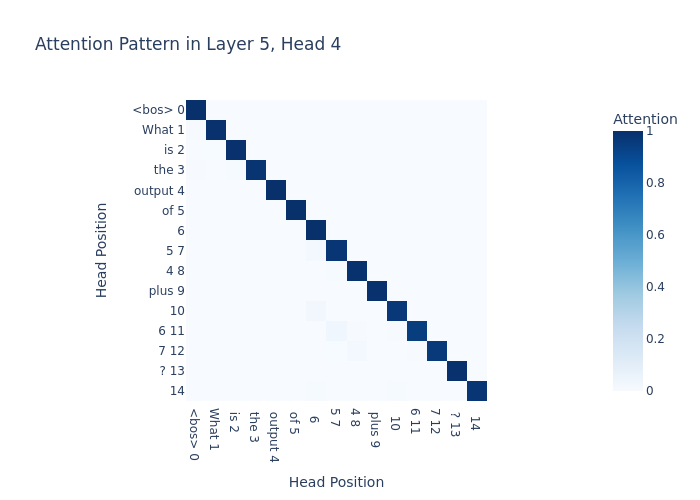 Attention Pattern in Layer 5, Head 4
Attention
<bos> 0
What 1
is 2
the 3
output 4
of 5
6
5 7
4 8
plus 9
10
6 11
7 12
? 13
14
Head Position
<bos> 0
What 1
is 2
the 3
output 4
of 5
6
5 7
4 8
plus 9
10
6 11
7 12
? 13
14
Head Position
1
0.8
0.6
0.4
0.2
0